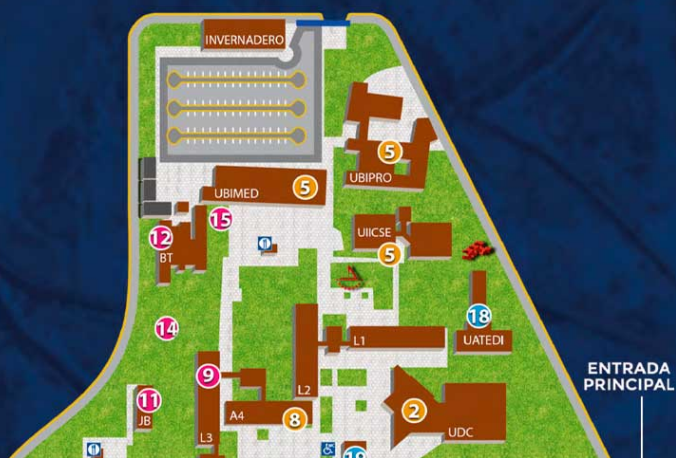 INVERNADERO
5
UBIPRO
UBIMED
5
15
12
BT
UIICSE
5
18
UATEDI
14
L1
ENTRADA
PRINCIPAL
9
L2
11
JB
A4
8
2
UDC
L3
19